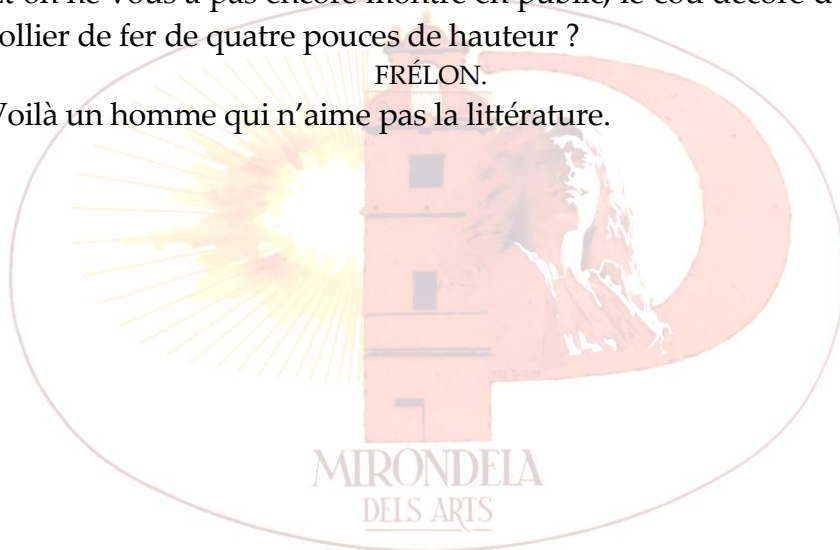 ollier de fer de quatre pouces de hauteur ?
FRÉLON.
Voilà un homme qui n’aime pas la littérature.
MIRONDELA
DELS ARTS